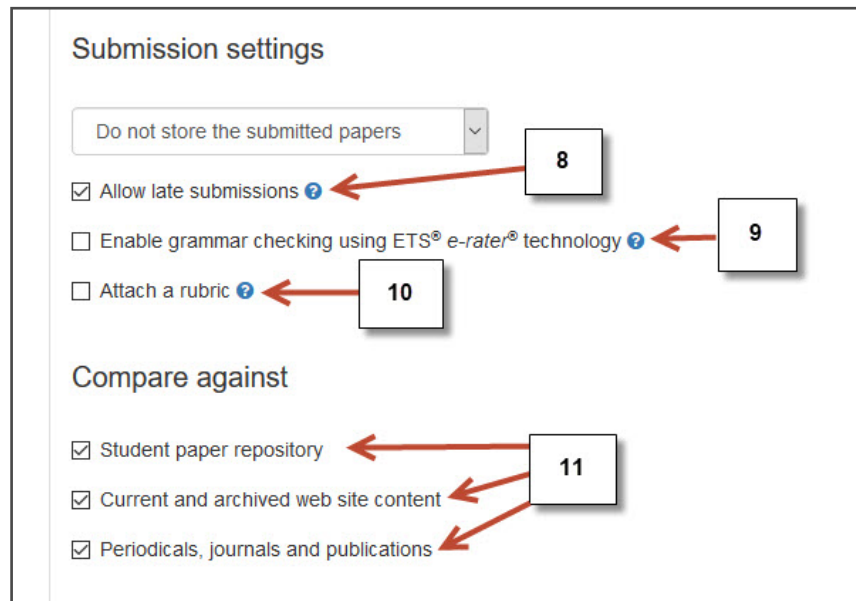 Submission settings
Do not store the submitted papers
8
Allow late submissions ?
Enable grammar checking using ETS® e-rater® technology ?
9
Attach a rubric ?
10
Compare against
Student paper repository
11
Current and archived web site content
Periodicals, journals and publications